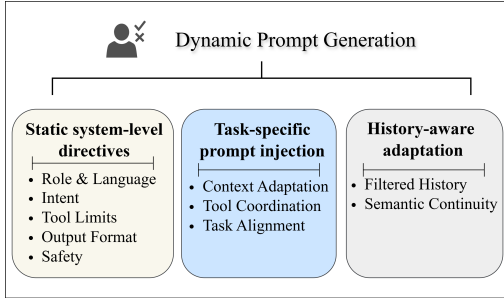 Dynamic Prompt Generation
Static system-level
directives
• Role & Language
• Intent
• Tool Limits
• Output Format
• Safety
Task-specific
prompt injection
• Context Adaptation
• Tool Coordination
• Task Alignment
History-aware
adaptation
• Filtered History
• Semantic Continuity